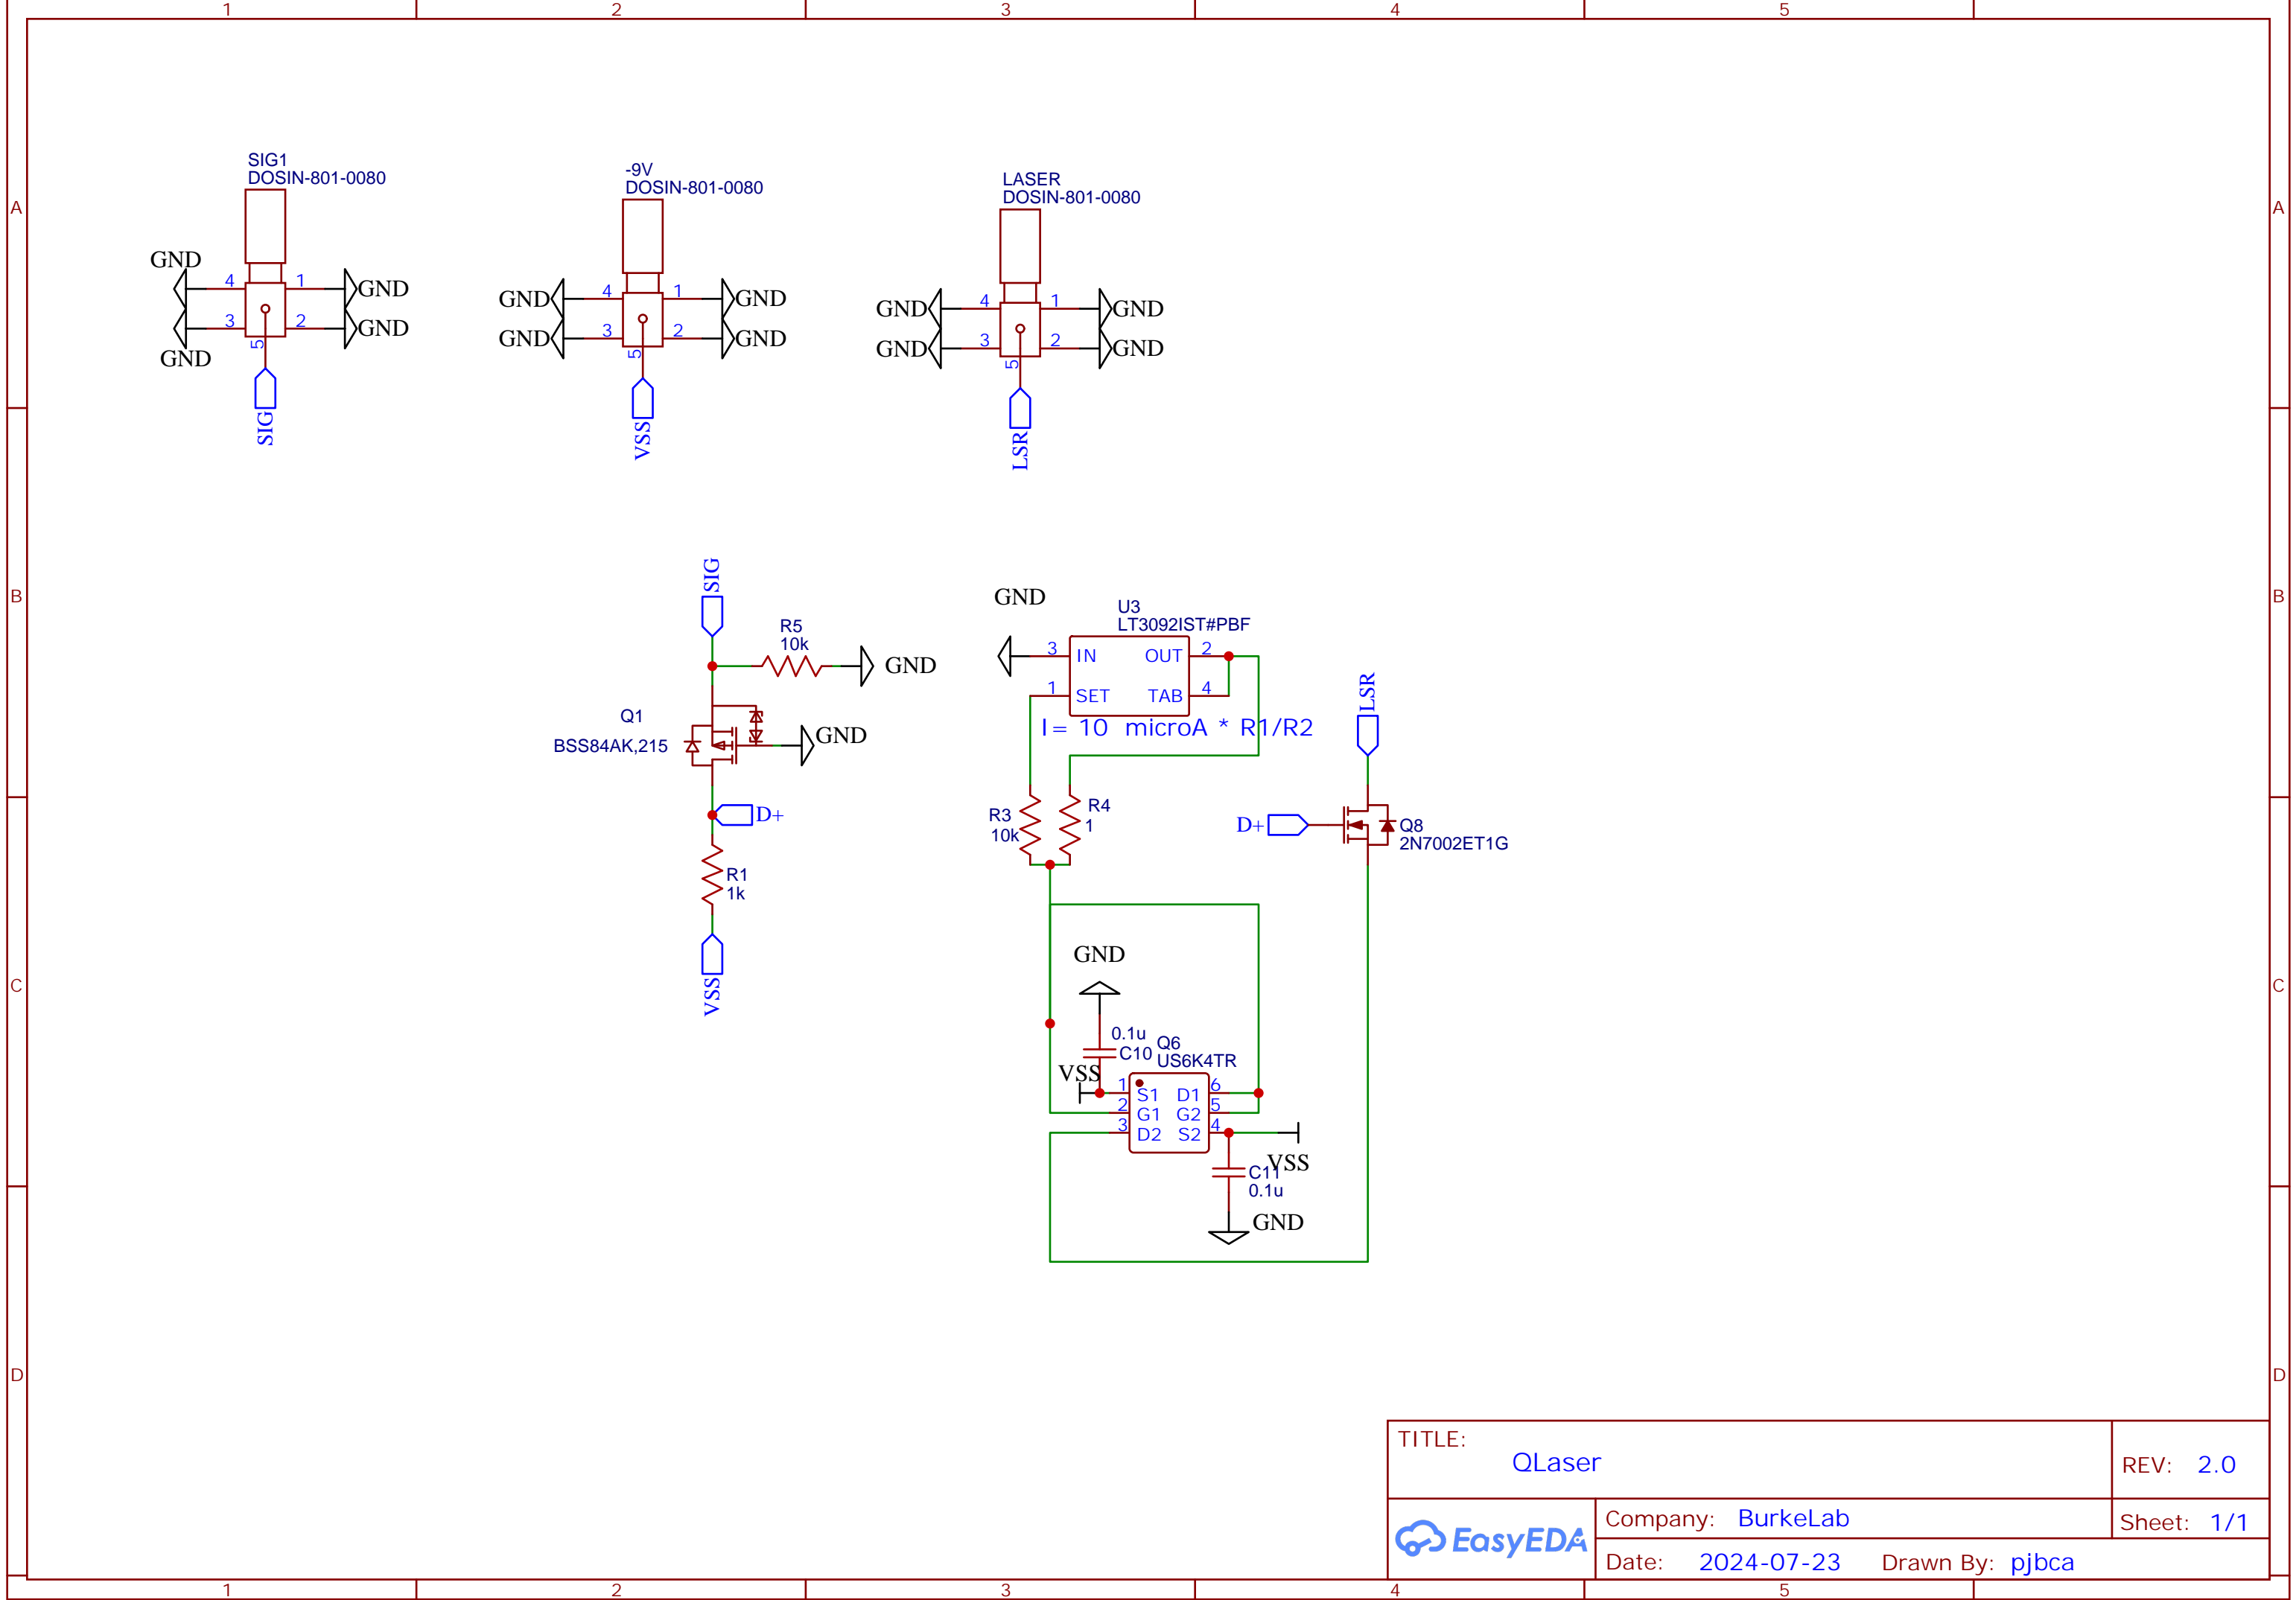 1 2 3 4 5
A A
B B
C C
D D
SIG1
DOSIN-801-0080
GND
4 1 GND
3 2 GND
GND
5
SIG
-9V
DOSIN-801-0080
GND 4 1 GND
GND 3 2 GND
5
VSS
LASER
DOSIN-801-0080
GND 4 1 GND
GND 3 2 GND
5
LSR
SIG
R5
10k
GND
Q1
BSS84AK,215
GND
D+
R1
1k
VSS
GND
U3
LT3092IST#PBF
3 IN OUT 2
1 SET TAB 4
I= 10 microA * R1/R2
R3
10k
R4
1
LSR
D+
Q8
2N7002ET1G
GND
0.1u
C10
Q6
US6K4TR
VSS
1 S1 D1 6
2 G1 G2 5
3 D2 S2 4
VSS
C11
0.1u
GND
TITLE:
QLaser
REV: 2.0
EasyEDA
Company: BurkeLab
Sheet: 1/1
Date: 2024-07-23 Drawn By: pjbca
1 2 3 4 5